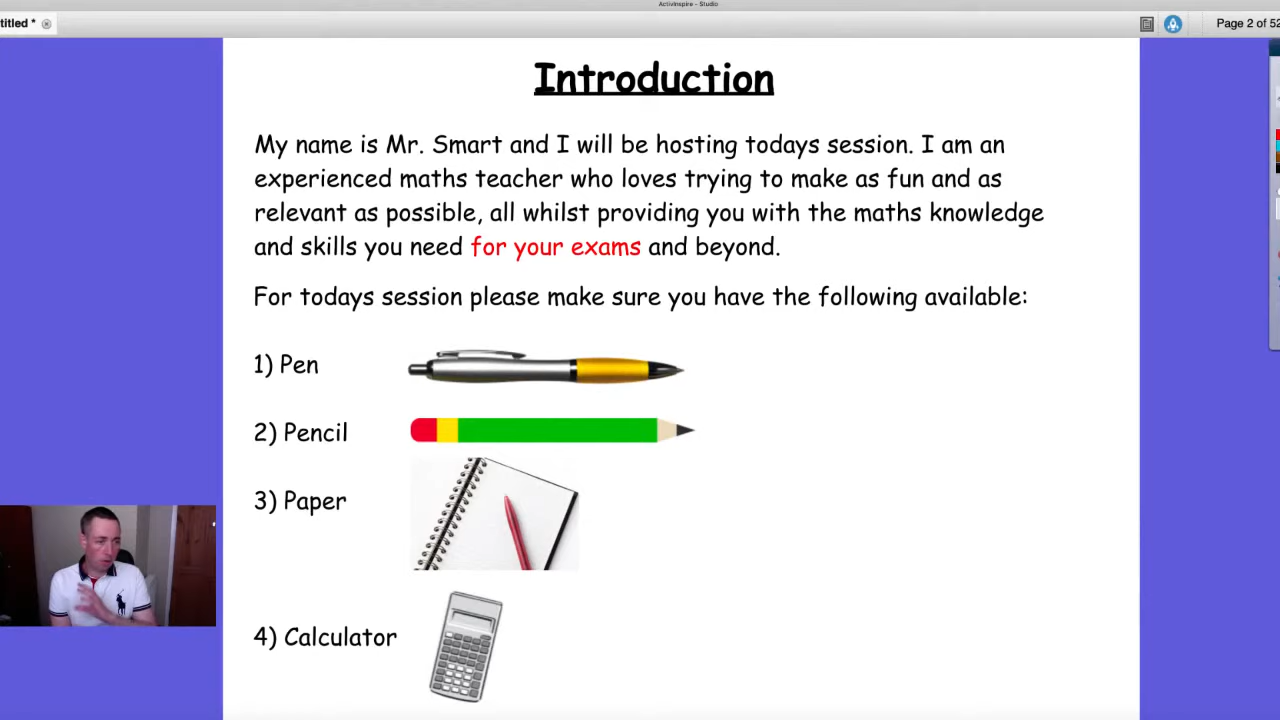 ActivInspire - Studio
titled *
Page 2 of 52
Introduction
My name is Mr. Smart and I will be hosting todays session. I am an
experienced maths teacher who loves trying to make as fun and as
relevant as possible, all whilst providing you with the maths knowledge
and skills you need for your exams and beyond.
For todays session please make sure you have the following available:
1) Pen
2) Pencil
3) Paper
4) Calculator